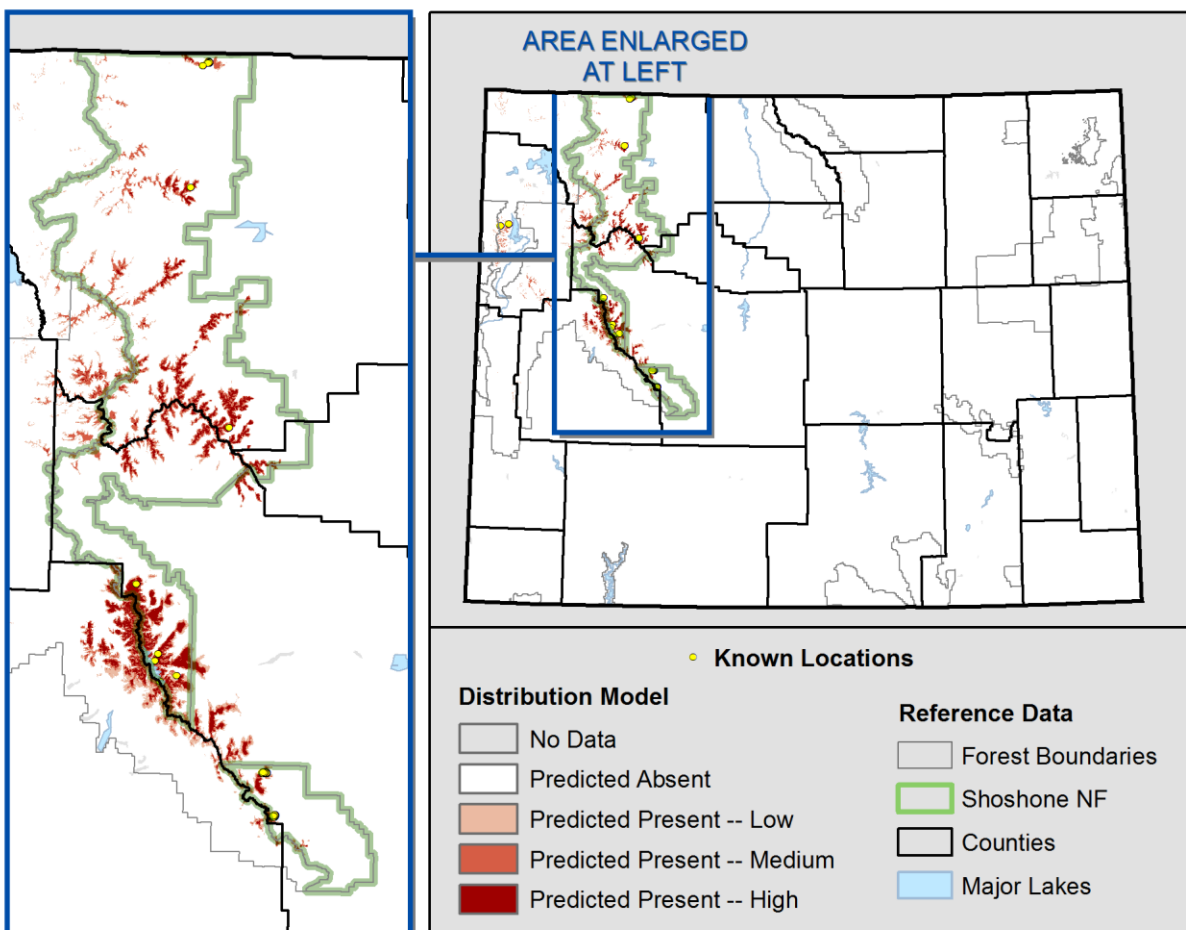 AREA ENLARGED
AT LEFT
Known Locations
Distribution Model
No Data
Predicted Absent
Predicted Present -- Low
Predicted Present -- Medium
Predicted Present -- High
Reference Data
Forest Boundaries
Shoshone NF
Counties
Major Lakes